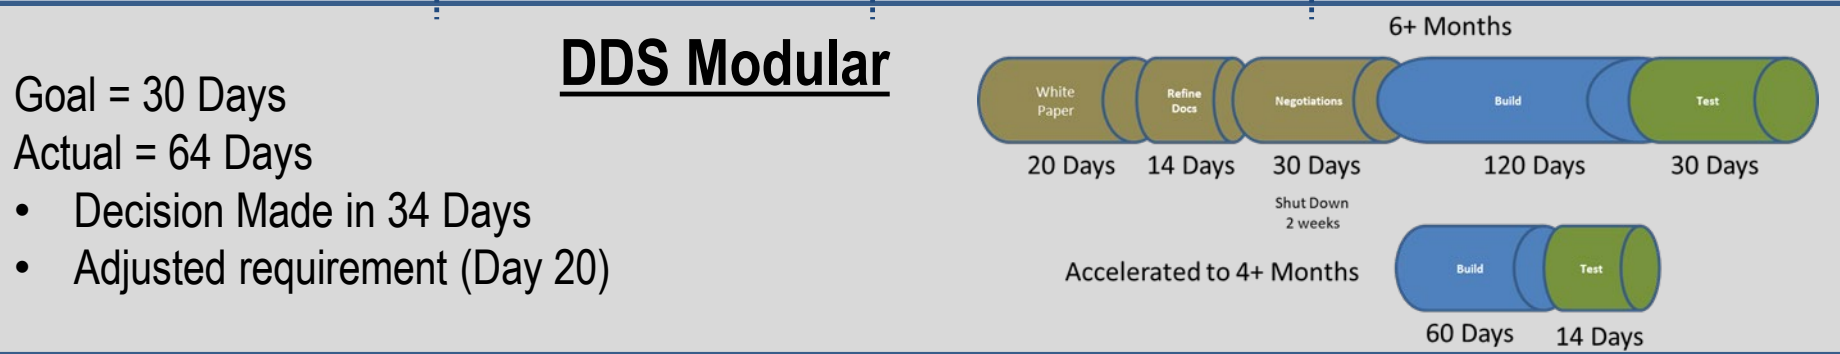 DDS Modular
Goal = 30 Days
Actual = 64 Days
• Decision Made in 34 Days
• Adjusted requirement (Day 20)
6+ Months
White
Paper
Refine
Docs
Negotiations
Build
Test
20 Days
14 Days
30 Days
120 Days
30 Days
Shut Down
2 weeks
Accelerated to 4+ Months
Build
Test
60 Days
14 Days